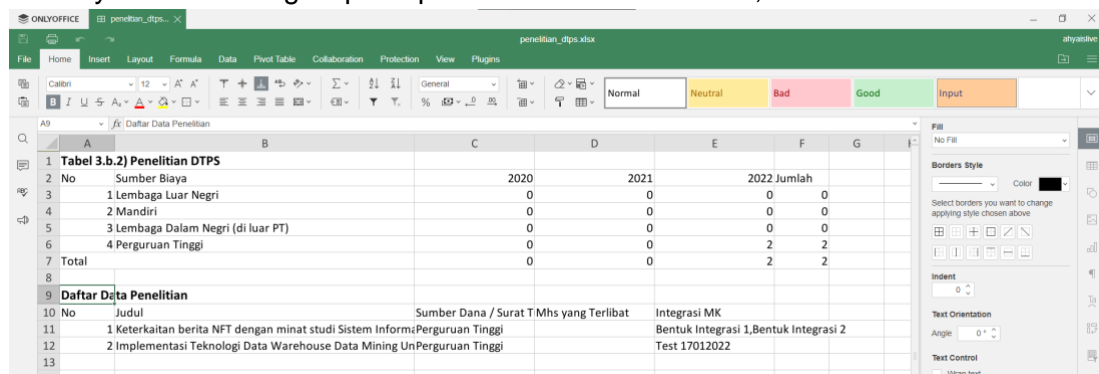 ONLYOFFICE penelitian_dtps...
penelitian_dtps.xlsx ahyaislive
File Home Insert Layout Formula Data Pivot Table Collaboration Protection View Plugins
Calibri 12 General Normal Neutral Bad Good Input
A9 fx Daftar Data Penelitian
A B C D E F G
1 Tabel 3.b.2) Penelitian DTPS
2 No Sumber Biaya 2020 2021 2022 Jumlah
3 1 Lembaga Luar Negri 0 0 0 0
4 2 Mandiri 0 0 0 0
5 3 Lembaga Dalam Negri (di luar PT) 0 0 0 0
6 4 Perguruan Tinggi 0 0 2 2
7 Total 0 0 2 2
8
9 Daftar Data Penelitian
10 No Judul Sumber Dana / Surat T Mhs yang Terlibat Integrasi MK
11 1 Keterkaitan berita NFT dengan minat studi Sistem Informa Perguruan Tinggi Bentuk Integrasi 1,Bentuk Integrasi 2
12 2 Implementasi Teknologi Data Warehouse Data Mining Un Perguruan Tinggi Test 17012022
13
Fill
No Fill
Borders Style
Color
Select borders you want to change
applying style chosen above
Indent
0
Text Orientation
Angle 0 °
Text Control
Wrap text